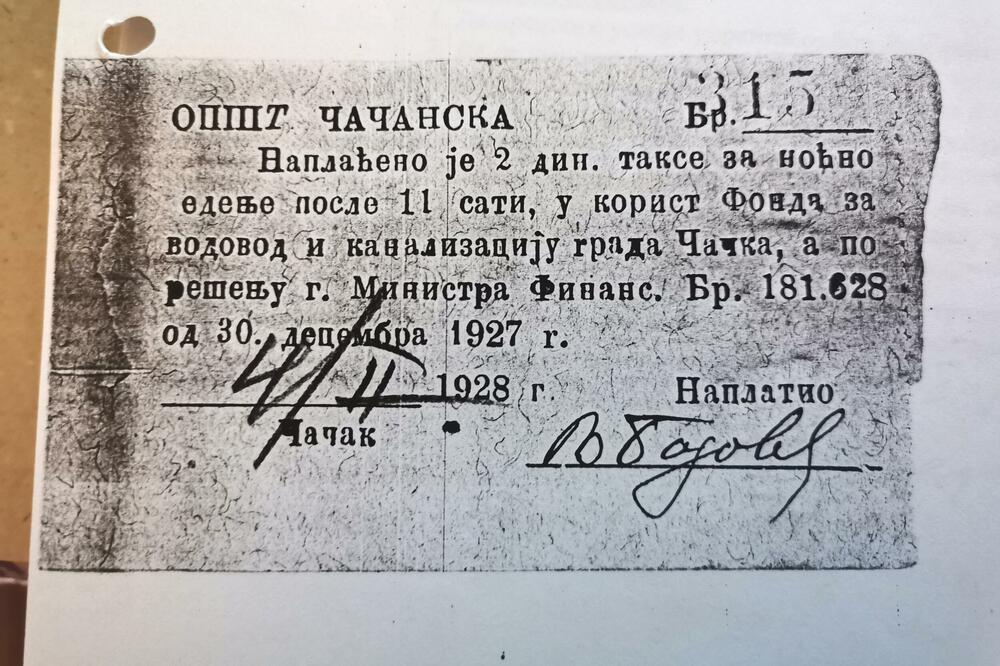 ОПШТ ЧАЧАНСКА Бр. 315
Наплаћено је 2 дин. таксе за ноћно
едење после 11 сати, у корист Фонда за
водовод и канализацију града Чачка, а по
решењу г. Министра Финанс. Бр. 181.628
од 30. децембра 1927 г.
4/II 1928 г.
Наплатио
Чачак